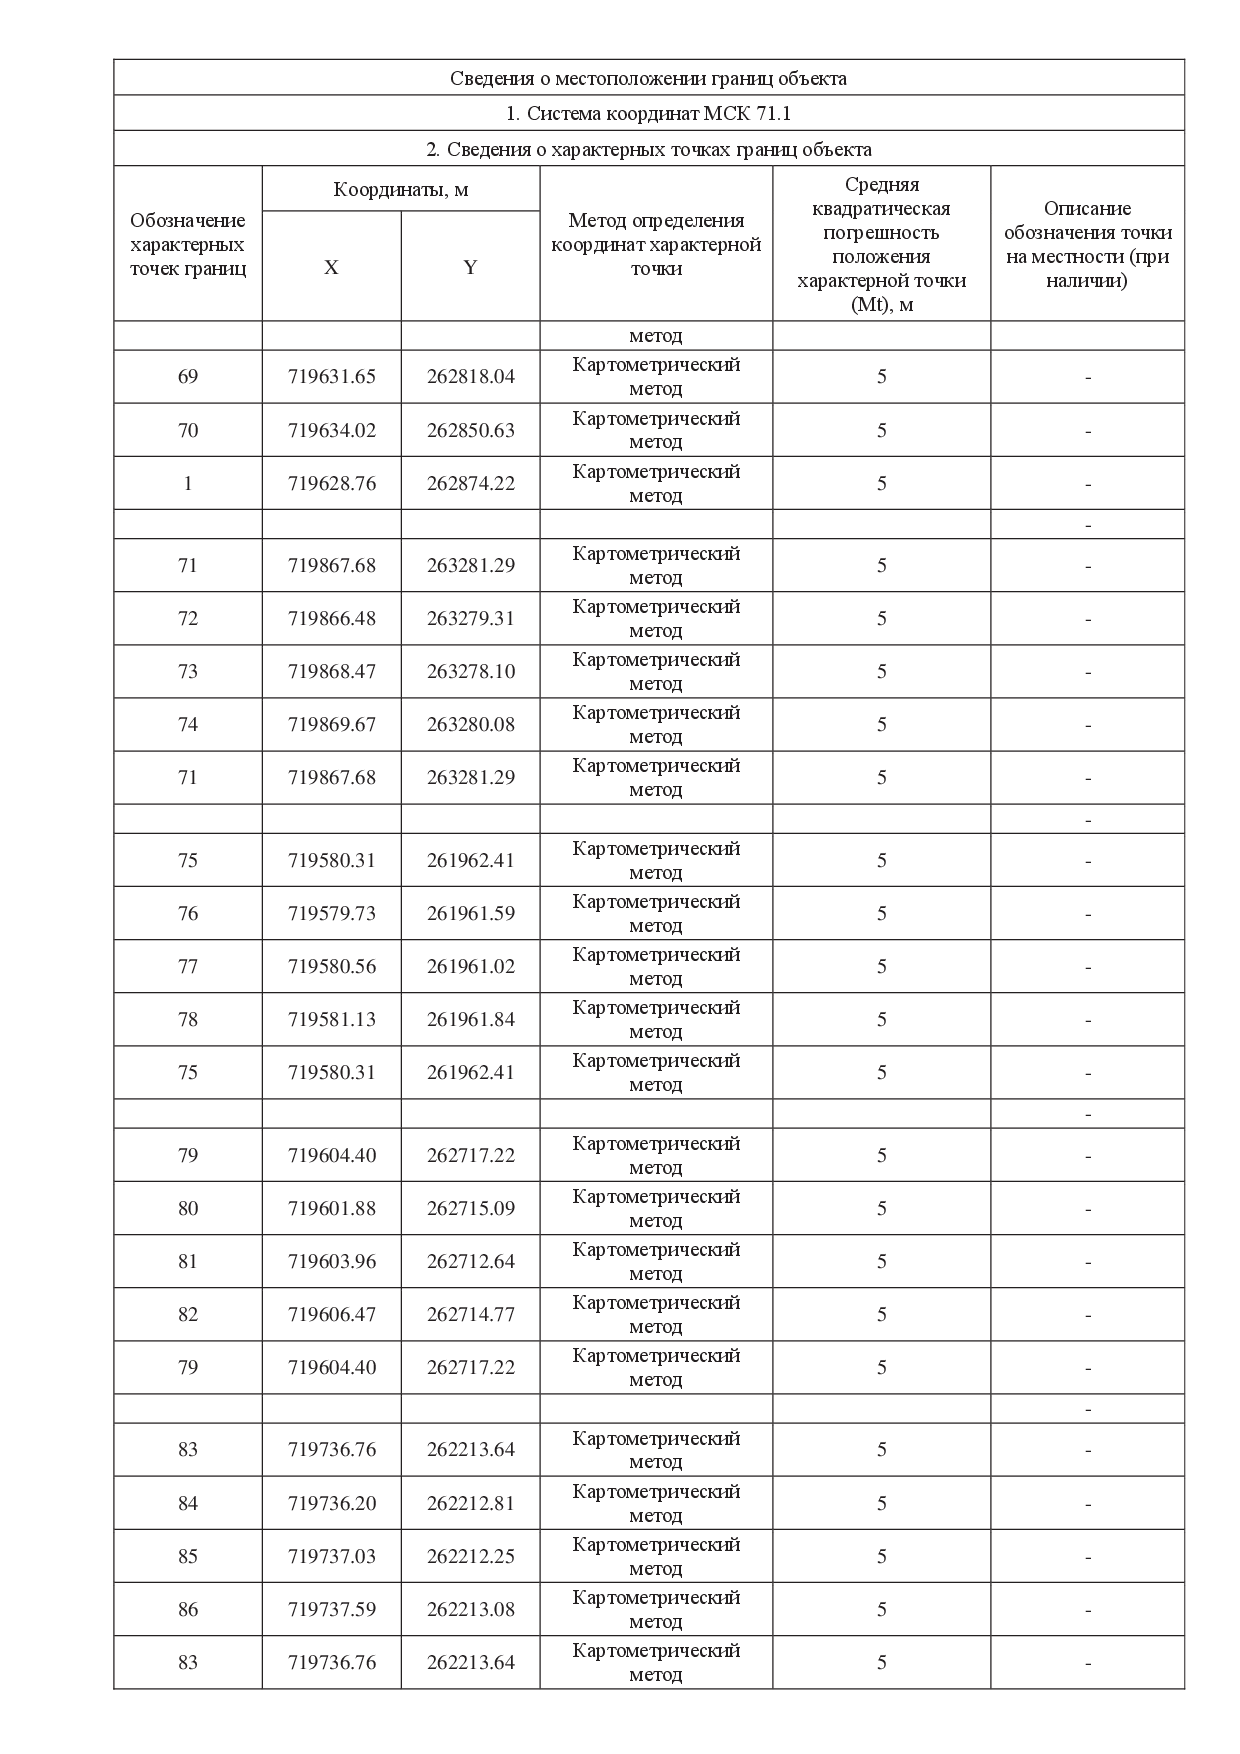 Сведения о местоположении границ объекта
1. Система координат МСК 71.1
2. Сведения о характерных точках границ объекта
Обозначение
характерных
точек границ
Координаты, м
X
Y
Метод определения
координат характерной
точки
Средняя
квадратическая
погрешность
положения
характерной точки
(Mt), м
Описание
обозначения точки
на местности (при
наличии)
метод
69 719631.65 262818.04 Картометрический 5 -
метод
70 719634.02 262850.63 Картометрический 5 -
метод
1 719628.76 262874.22 Картометрический 5 -
метод
-
71 719867.68 263281.29 Картометрический 5 -
метод
72 719866.48 263279.31 Картометрический 5 -
метод
73 719868.47 263278.10 Картометрический 5 -
метод
74 719869.67 263280.08 Картометрический 5 -
метод
71 719867.68 263281.29 Картометрический 5 -
метод
-
75 719580.31 261962.41 Картометрический 5 -
метод
76 719579.73 261961.59 Картометрический 5 -
метод
77 719580.56 261961.02 Картометрический 5 -
метод
78 719581.13 261961.84 Картометрический 5 -
метод
75 719580.31 261962.41 Картометрический 5 -
метод
-
79 719604.40 262717.22 Картометрический 5 -
метод
80 719601.88 262715.09 Картометрический 5 -
метод
81 719603.96 262712.64 Картометрический 5 -
метод
82 719606.47 262714.77 Картометрический 5 -
метод
79 719604.40 262717.22 Картометрический 5 -
метод
-
83 719736.76 262213.64 Картометрический 5 -
метод
84 719736.20 262212.81 Картометрический 5 -
метод
85 719737.03 262212.25 Картометрический 5 -
метод
86 719737.59 262213.08 Картометрический 5 -
метод
83 719736.76 262213.64 Картометрический 5 -
метод